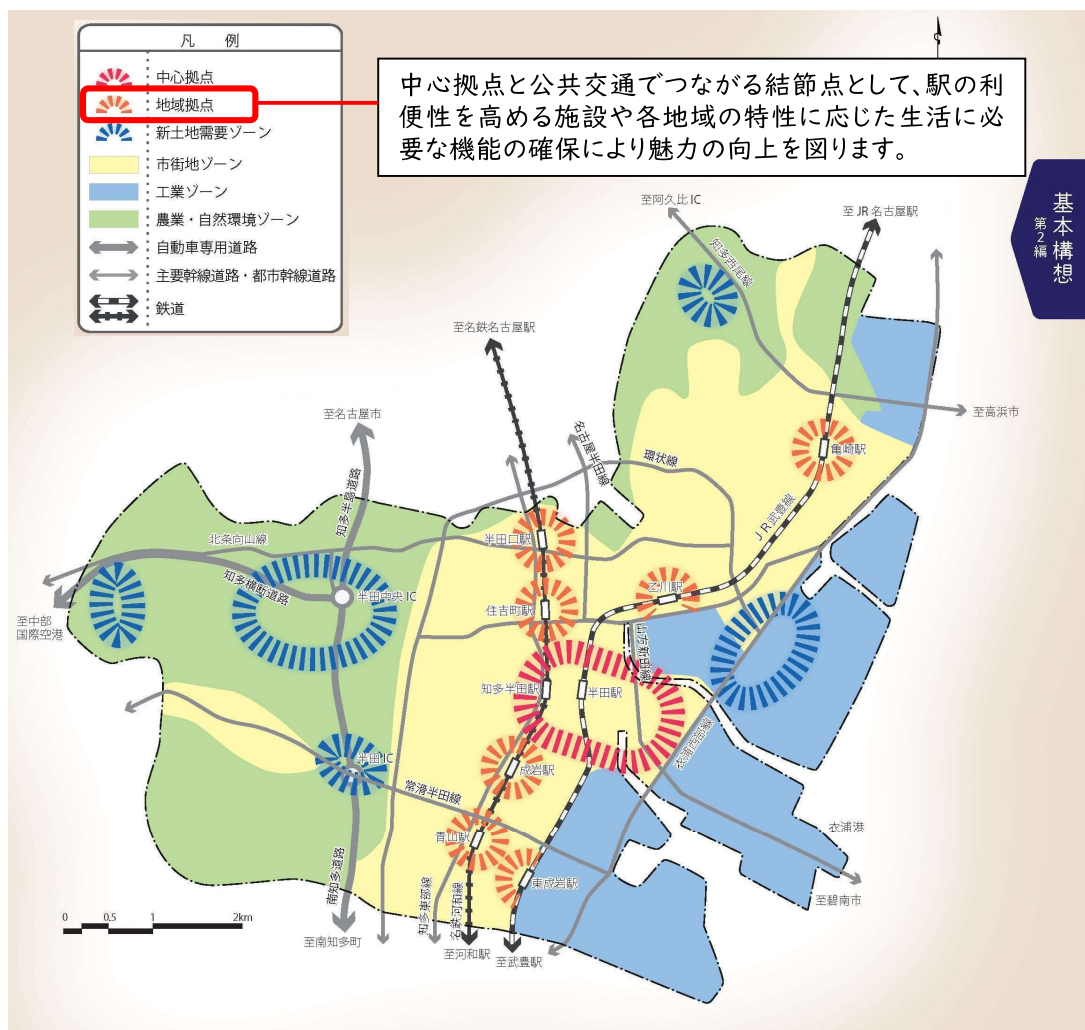 凡 例
中心拠点
地域拠点
新土地需要ゾーン
市街地ゾーン
工業ゾーン
農業・自然環境ゾーン
自動車専用道路
主要幹線道路・都市幹線道路
鉄道
中心拠点と公共交通でつながる結節点として、駅の利
便性を高める施設や各地域の特性に応じた生活に必
要な機能の確保により魅力の向上を図ります。
基本構想
第2編
至阿久比IC
至JR名古屋駅
知多西尾線
至名鉄名古屋駅
至高浜市
至名古屋市
名古屋半田線
環状線
亀崎駅
知多半島道路
JR武豊線
北条向山線
半田口駅
知多横断道路
半田中央IC
乙川駅
住吉町駅
至中部
国際空港
山方新田線
知多半田駅
半田駅
衣浦西部線
半田IC
成岩駅
常滑半田線
青山駅
衣浦港
東成岩駅
至碧南市
南知多道路
知多東部線
名鉄河和線
0 0.5 1 2km
至南知多町
至河和駅
至武豊駅